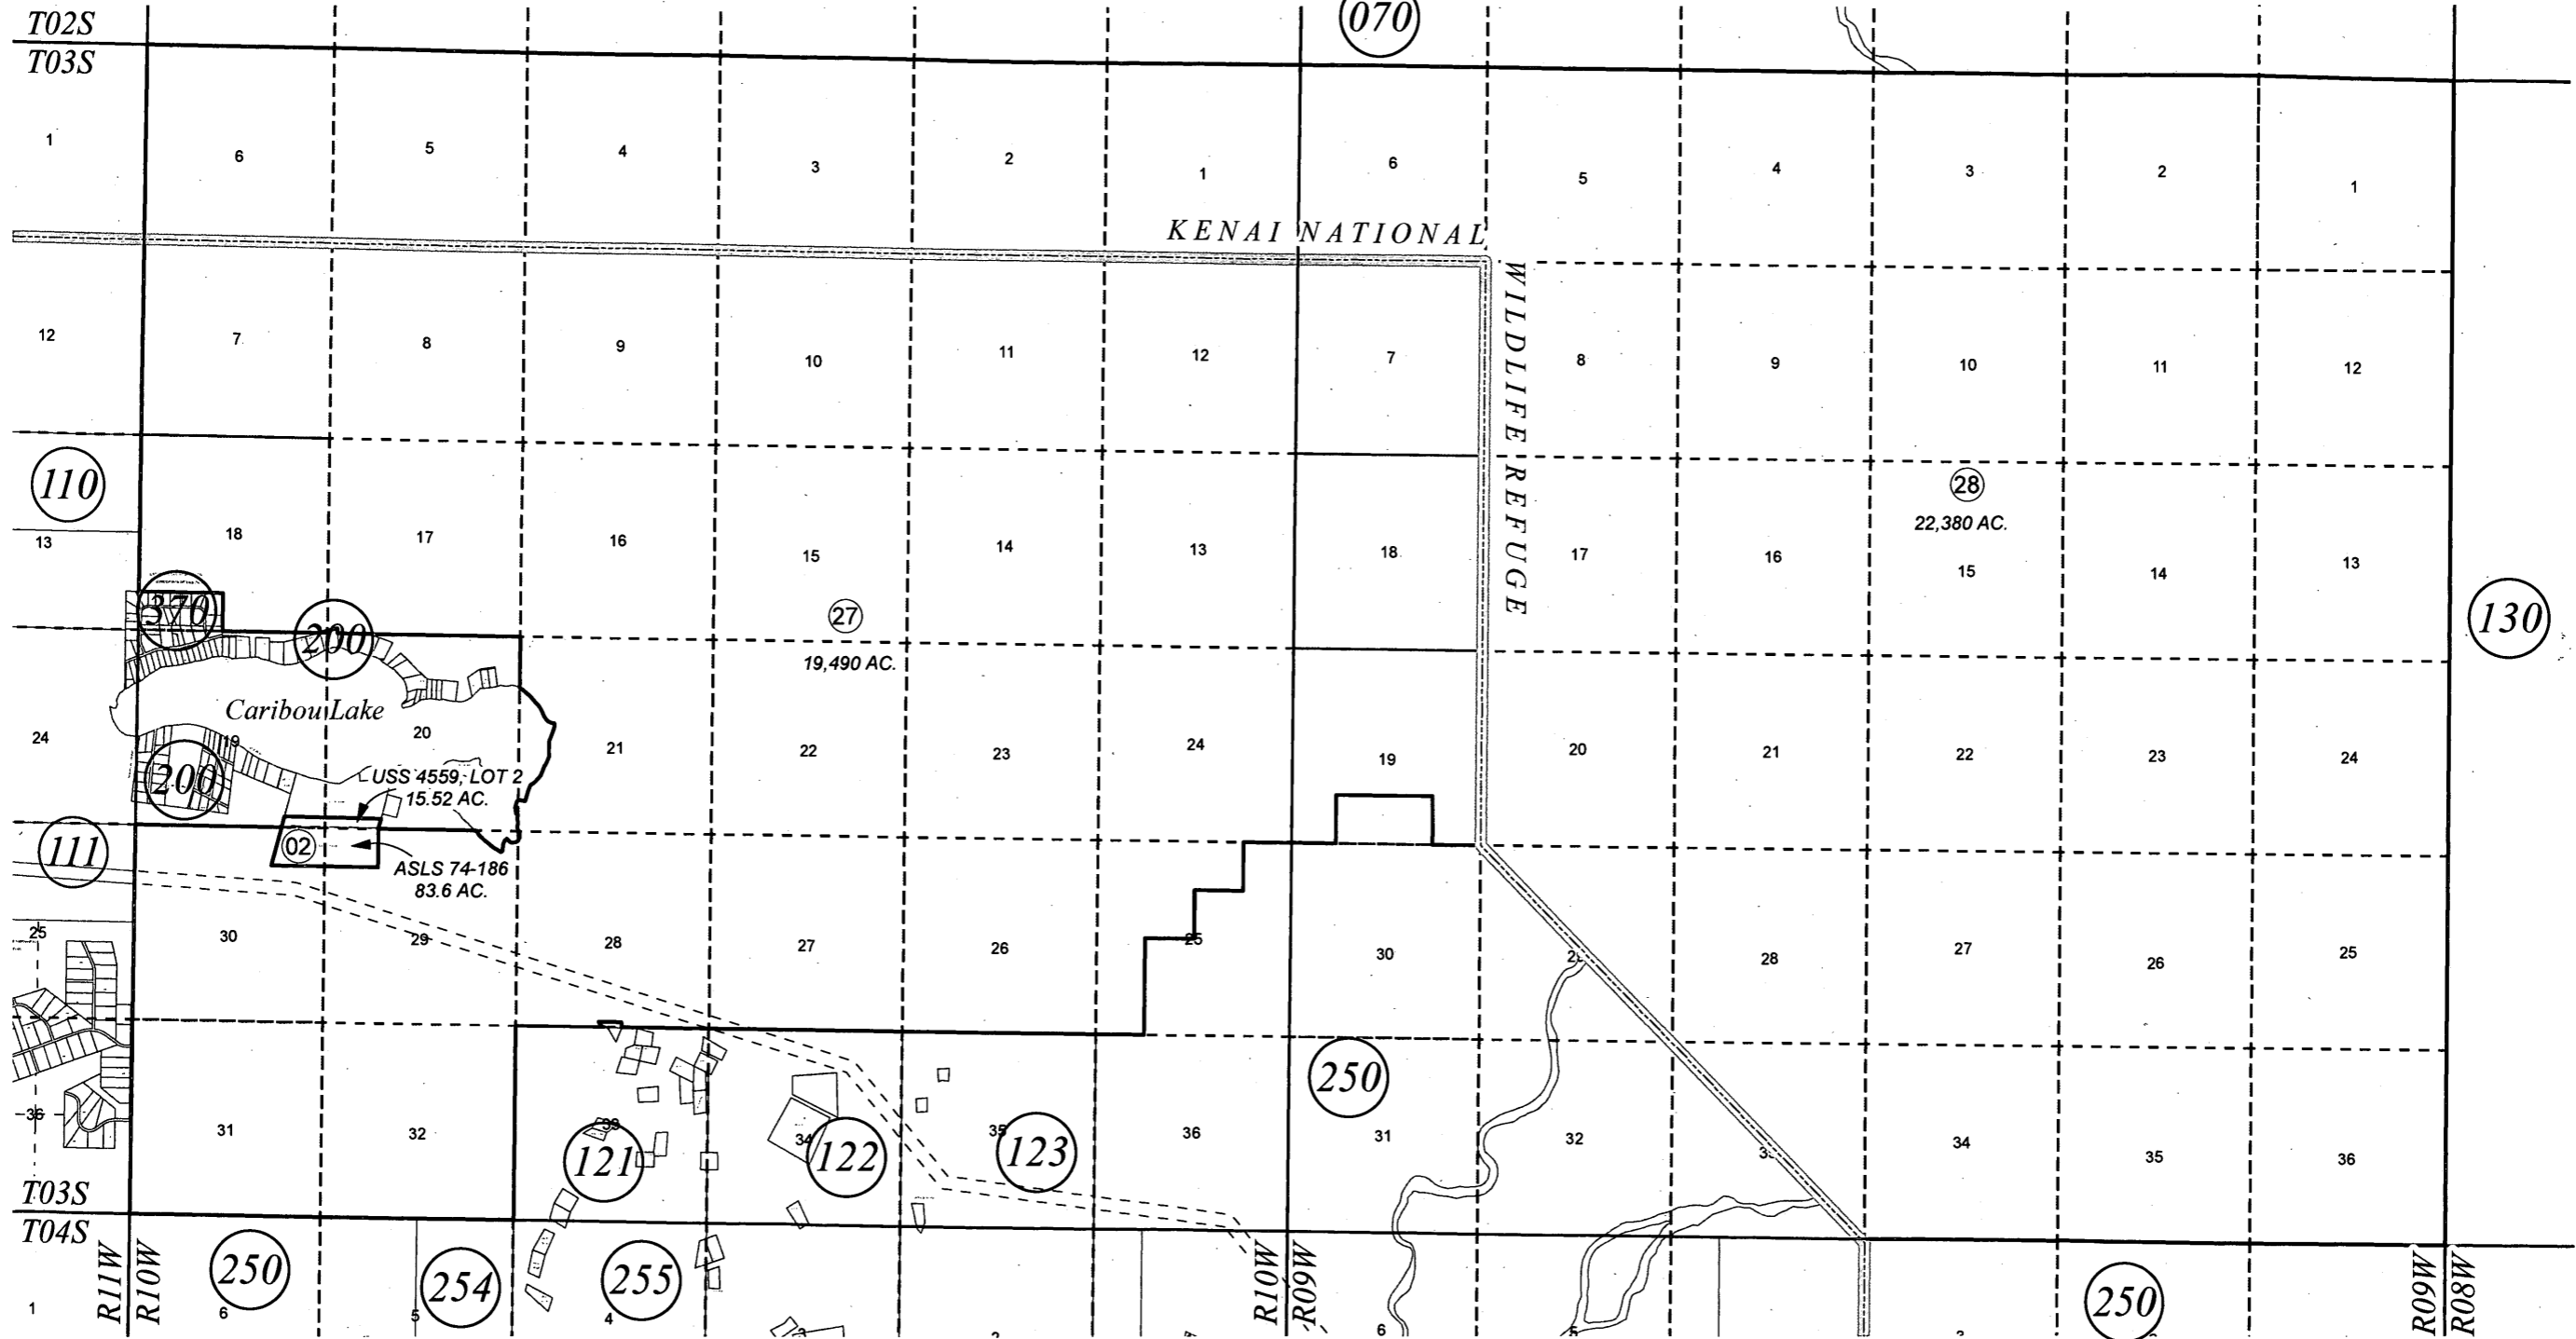 070
T02S
T03S
1 6 5 4 3 2 1 6 5 4 3 2 1
KENAI NATIONAL
WILDLIFE REFUGE
12 7 8 9 10 11 12 7 8 9 10 11 12
110
28
22,380 AC.
13 18 17 16 15 14 13 18 17 16 15 14 13
370
200
27
19,490 AC.
130
Caribou Lake
24 19 20 21 22 23 24 19 20 21 22 23 24
200
USS 4559, LOT 2
15.52 AC.
111
02
ASLS 74-186
83.6 AC.
25 30 29 28 27 26 25 30 28 27 26 25
250
36 31 32 33 34 35 36 31 32 34 35 36
121
122
123
T03S
T04S
R11W
R10W
R10W
R09W
R09W
R08W
250
254
255
250
1 6 5 4 6